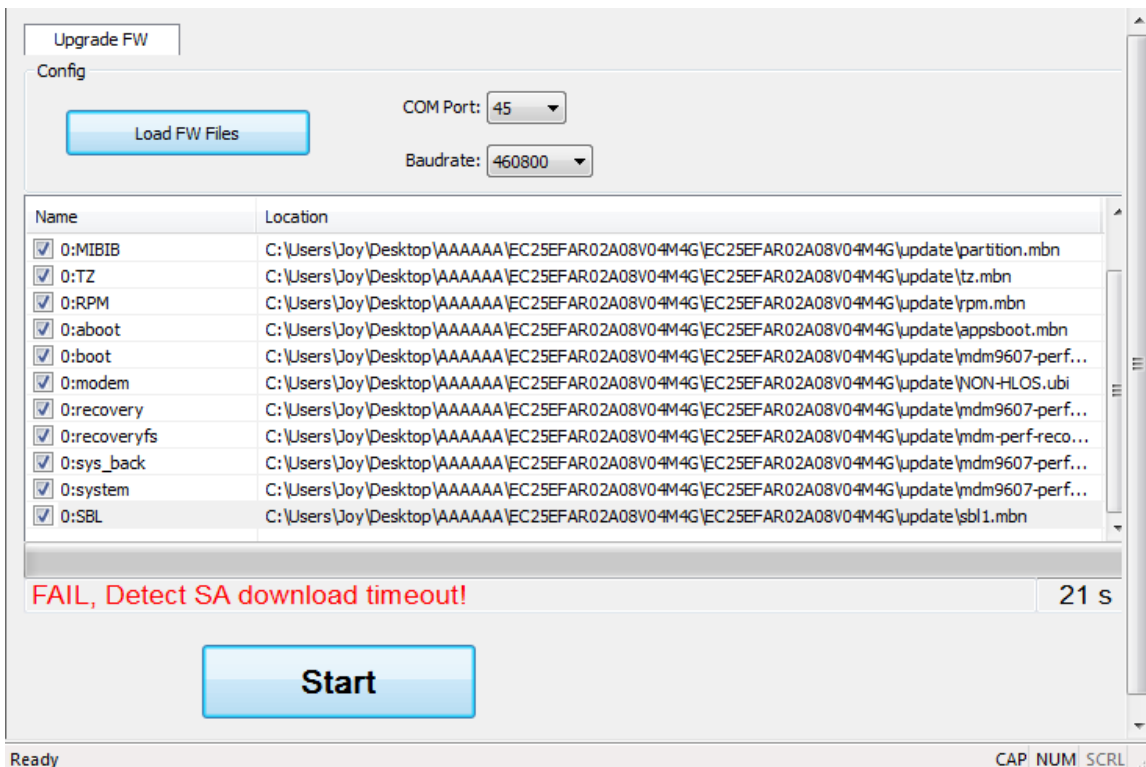 Upgrade FW
Config
Load FW Files
COM Port: 45
Baudrate: 460800
Name Location
0:MIBIB C:\Users\Joy\Desktop\AAAAAA\EC25EFAR02A08V04M4G\EC25EFAR02A08V04M4G\update\partition.mbn
0:TZ C:\Users\Joy\Desktop\AAAAAA\EC25EFAR02A08V04M4G\EC25EFAR02A08V04M4G\update\tz.mbn
0:RPM C:\Users\Joy\Desktop\AAAAAA\EC25EFAR02A08V04M4G\EC25EFAR02A08V04M4G\update\rpm.mbn
0:aboot C:\Users\Joy\Desktop\AAAAAA\EC25EFAR02A08V04M4G\EC25EFAR02A08V04M4G\update\appsboot.mbn
0:boot C:\Users\Joy\Desktop\AAAAAA\EC25EFAR02A08V04M4G\EC25EFAR02A08V04M4G\update\mdm9607-perf...
0:modem C:\Users\Joy\Desktop\AAAAAA\EC25EFAR02A08V04M4G\EC25EFAR02A08V04M4G\update\NON-HLOS.ubi
0:recovery C:\Users\Joy\Desktop\AAAAAA\EC25EFAR02A08V04M4G\EC25EFAR02A08V04M4G\update\mdm9607-perf...
0:recoveryfs C:\Users\Joy\Desktop\AAAAAA\EC25EFAR02A08V04M4G\EC25EFAR02A08V04M4G\update\mdm-perf-reco...
0:sys_back C:\Users\Joy\Desktop\AAAAAA\EC25EFAR02A08V04M4G\EC25EFAR02A08V04M4G\update\mdm9607-perf...
0:system C:\Users\Joy\Desktop\AAAAAA\EC25EFAR02A08V04M4G\EC25EFAR02A08V04M4G\update\mdm9607-perf...
0:SBL C:\Users\Joy\Desktop\AAAAAA\EC25EFAR02A08V04M4G\EC25EFAR02A08V04M4G\update\sbl1.mbn
FAIL, Detect SA download timeout! 21 s
Start
Ready CAP NUM SCRL